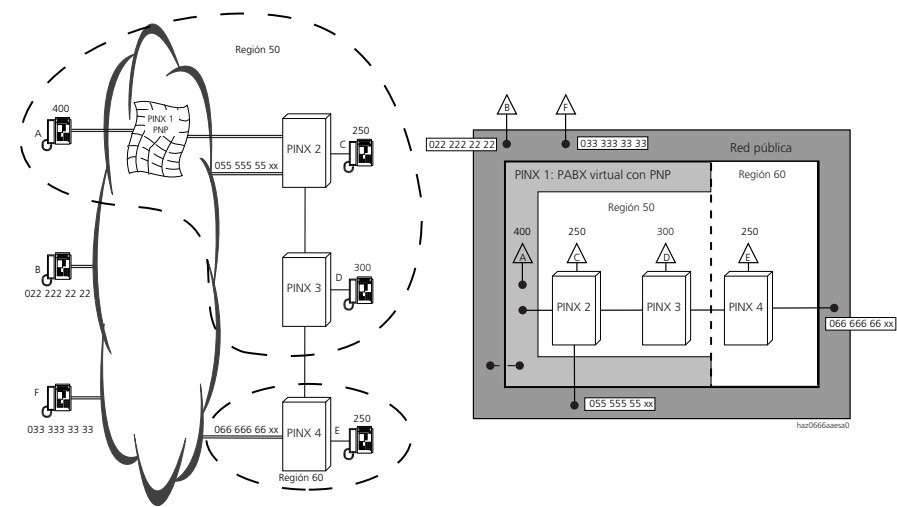 Región 50
400
A
PINX 1
PNP
PINX 2
C
250
055 555 55 xx
B
022 222 22 22
PINX 3
D
300
F
033 333 33 33
066 666 66 xx
PINX 4
E
250
Región 60
B
F
022 222 22 22
033 333 33 33
Red pública
PINX 1: PABX virtual con PNP
Región 60
Región 50
400
250
300
250
A
C
D
E
PINX 2
PINX 3
PINX 4
066 666 66 xx
055 555 55 xx
haz0666aaesa0